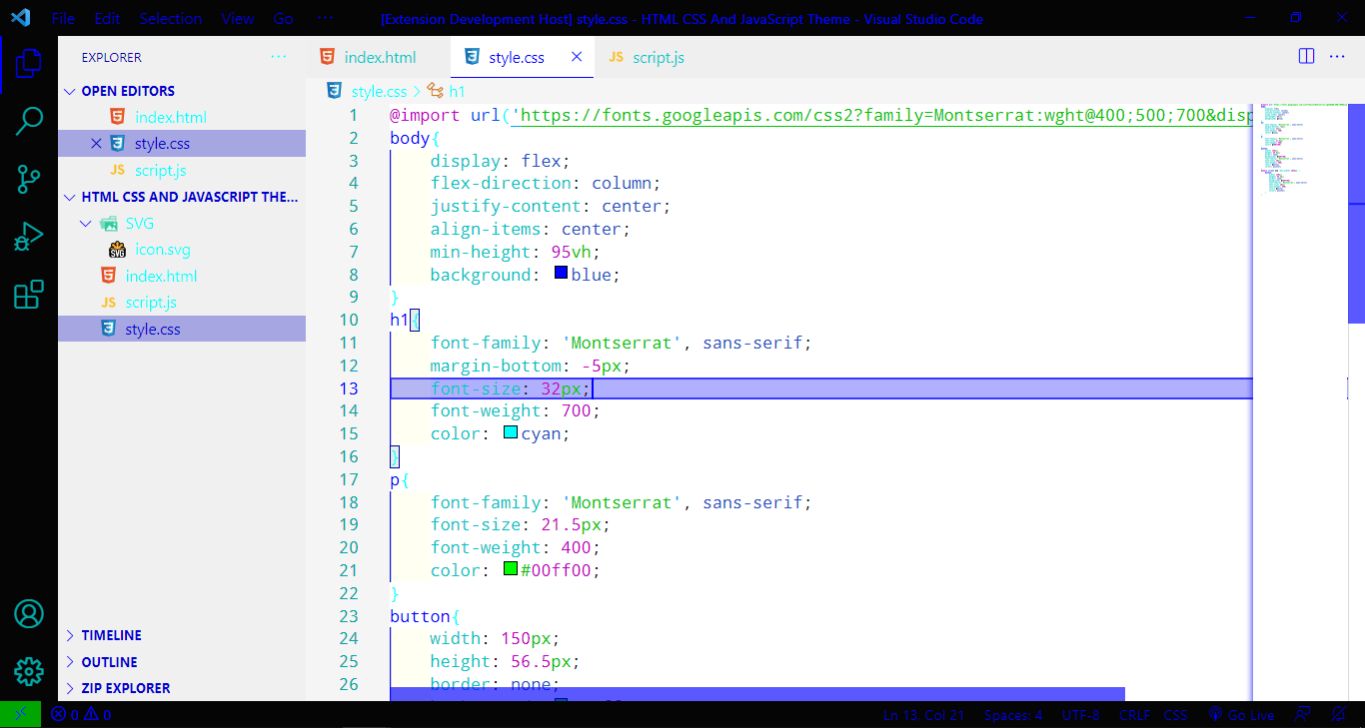 File Edit Selection View Go ··· [Extension Development Host] style.css - HTML CSS And JavaScript Theme - Visual Studio Code
EXPLORER ···
index.html style.css JS script.js ···
OPEN EDITORS
index.html
style.css
JS script.js
HTML CSS AND JAVASCRIPT THE...
SVG
SVG icon.svg
index.html
JS script.js
style.css
TIMELINE
OUTLINE
ZIP EXPLORER
style.css > h1
1 @import url('https://fonts.googleapis.com/css2?family=Montserrat:wght@400;500;700&disp
2 body{
3 display: flex;
4 flex-direction: column;
5 justify-content: center;
6 align-items: center;
7 min-height: 95vh;
8 background: blue;
9 }
10 h1{
11 font-family: 'Montserrat', sans-serif;
12 margin-bottom: -5px;
13 font-size: 32px;
14 font-weight: 700;
15 color: cyan;
16 }
17 p{
18 font-family: 'Montserrat', sans-serif;
19 font-size: 21.5px;
20 font-weight: 400;
21 color: #00ff00;
22 }
23 button{
24 width: 150px;
25 height: 56.5px;
26 border: none;
0 0 Ln 13, Col 21 Spaces: 4 UTF-8 CRLF CSS Go Live